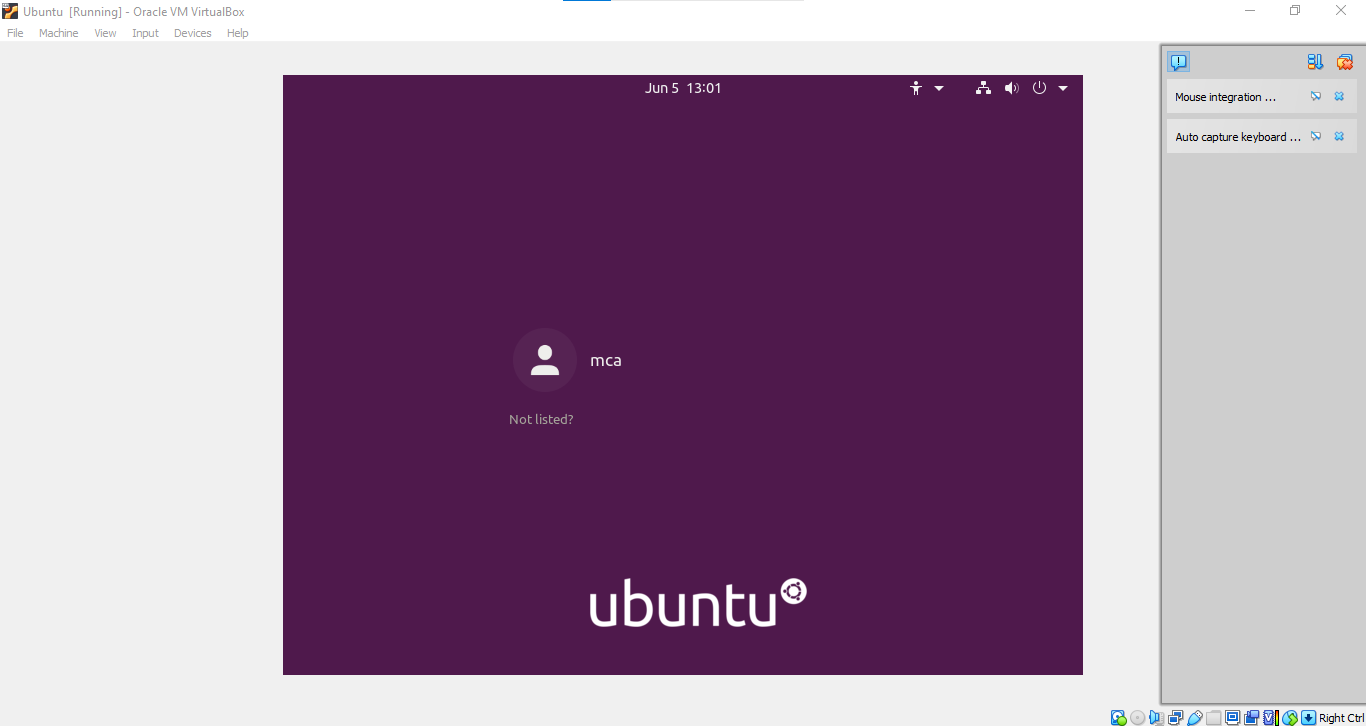 Ubuntu [Running] - Oracle VM VirtualBox
File Machine View Input Devices Help
Jun 5 13:01
Mouse integration ...
Auto capture keyboard ...
mca
Not listed?
ubuntu
Right Ctrl